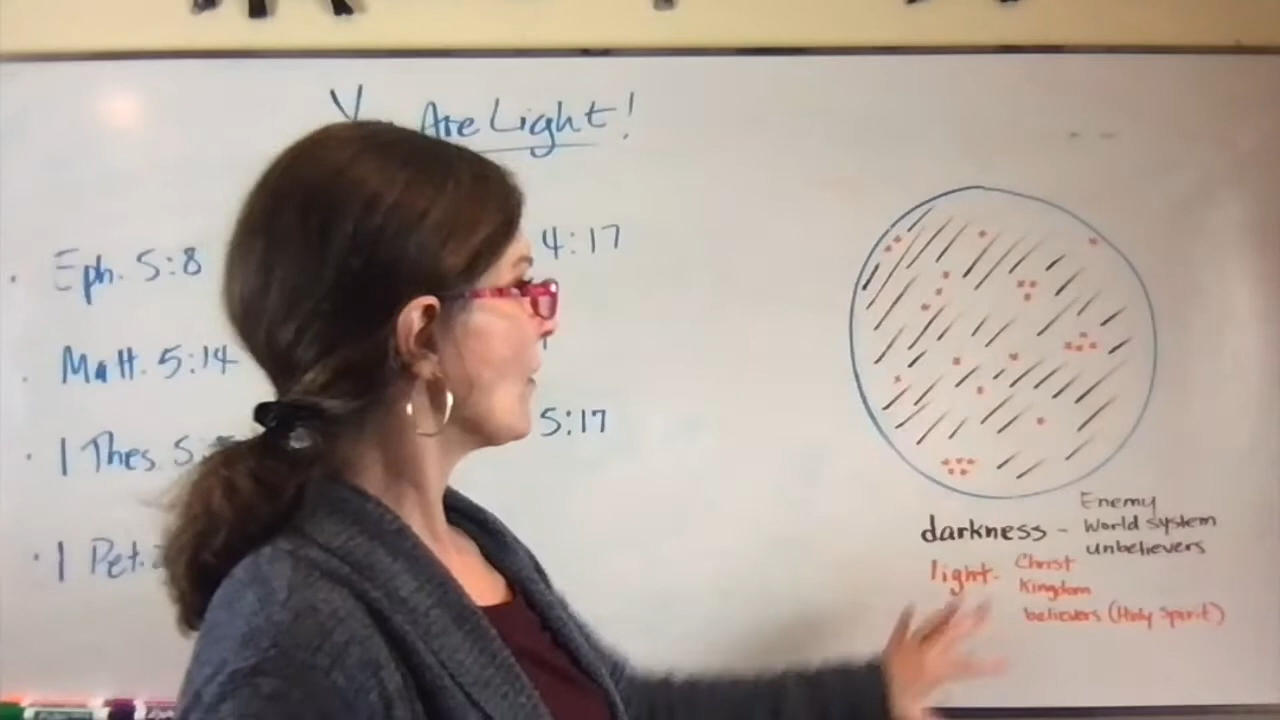 Are Light!
· Eph. 5:8
4:17
· Matt. 5:14
· 1 Thes. 5:
5:17
· 1 Pet.
darkness - Enemy
World system
unbelievers
light - Christ
Kingdom
believers (Holy Spirit)